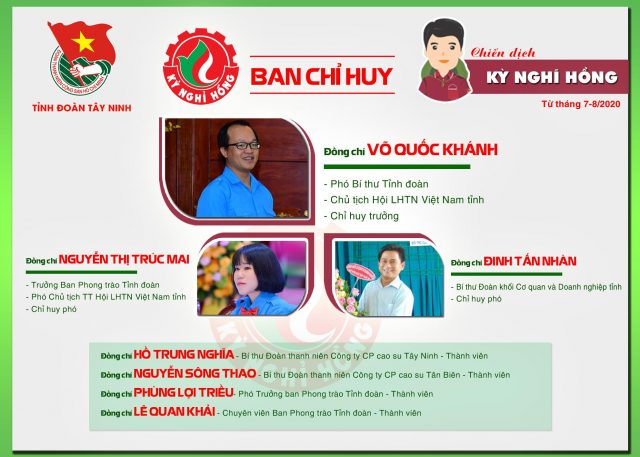 TỈNH ĐOÀN TÂY NINH
KỲ NGHỈ HỒNG
BAN CHỈ HUY
Chiến dịch
KỲ NGHỈ HỒNG
Từ tháng 7-8/2020
Đồng chí VÕ QUỐC KHÁNH
- Phó Bí thư Tỉnh đoàn
- Chủ tịch Hội LHTN Việt Nam tỉnh
- Chỉ huy trưởng
Đồng chí NGUYỄN THỊ TRÚC MAI
- Trưởng Ban Phong trào Tỉnh đoàn
- Phó Chủ tịch TT Hội LHTN Việt Nam tỉnh
- Chỉ huy phó
Đồng chí ĐINH TẤN NHÀN
- Bí thư Đoàn khối Cơ quan và Doanh nghiệp tỉnh
- Chỉ huy phó
Đồng chí HỒ TRUNG NGHĨA - Bí thư Đoàn thanh niên Công ty CP cao su Tây Ninh - Thành viên
Đồng chí NGUYỄN SÔNG THAO - Bí thư Đoàn thanh niên Công ty CP cao su Tân Biên - Thành viên
Đồng chí PHÙNG LỢI TRIỀU - Phó Trưởng ban Phong trào Tỉnh đoàn - Thành viên
Đồng chí LÊ QUAN KHẢI - Chuyên viên Ban Phong trào Tỉnh đoàn - Thành viên
KỲ NGHỈ HỒNG